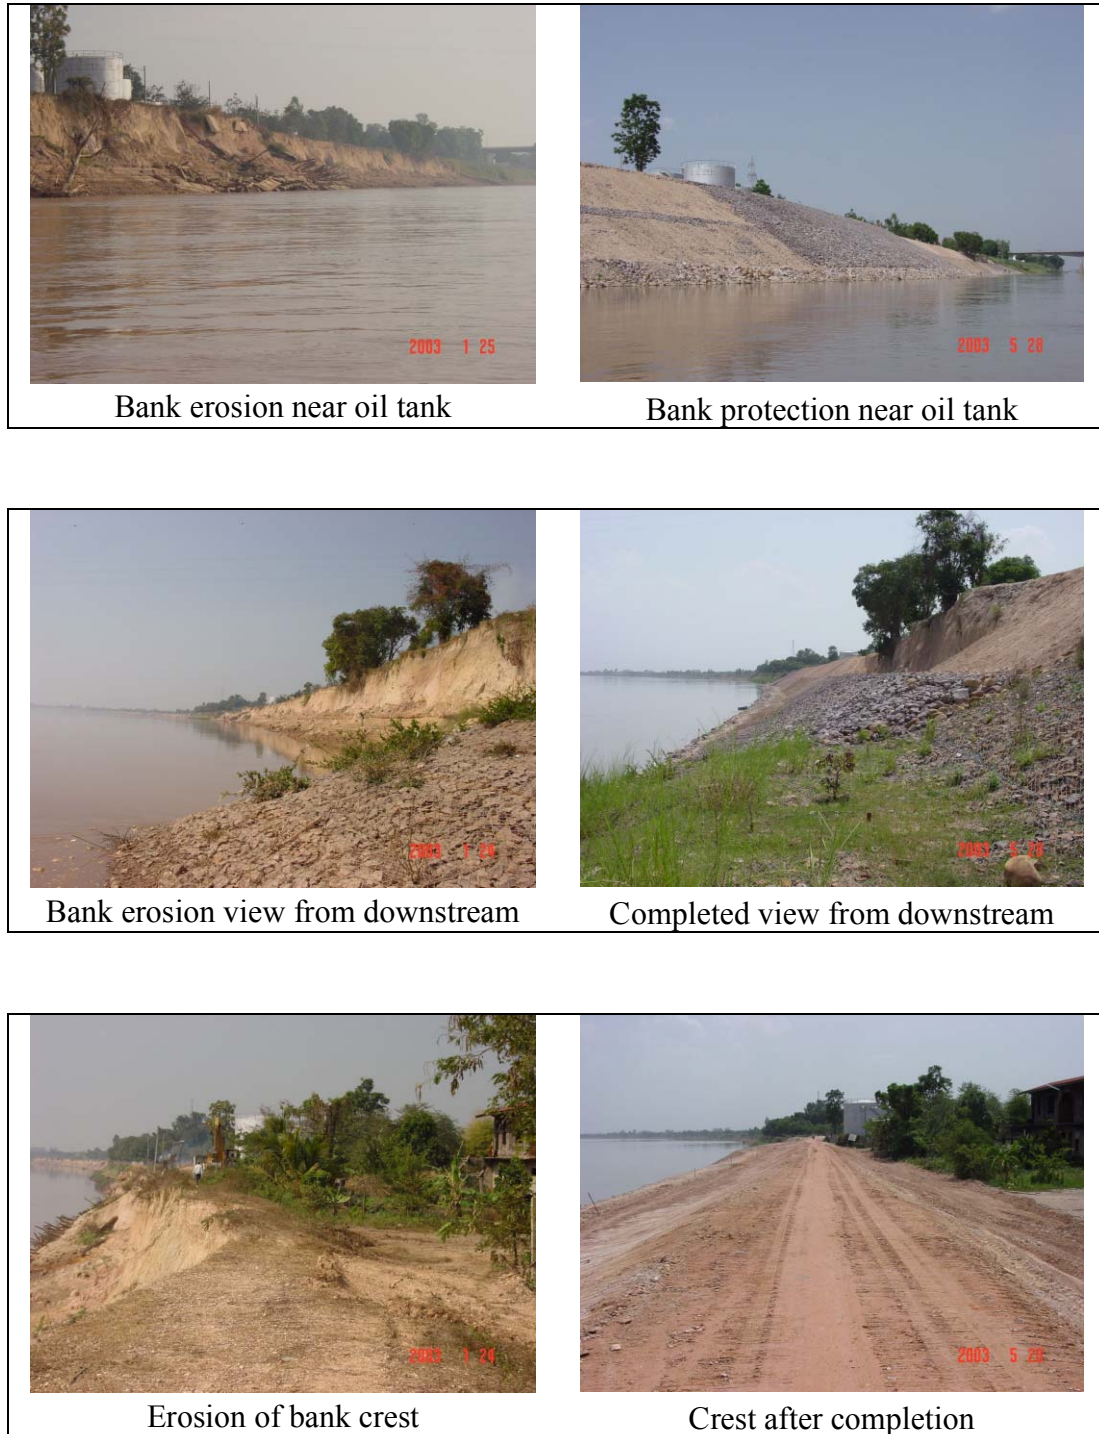 2003 1 25
2003 5 28
Bank erosion near oil tank
Bank protection near oil tank
2003 1 24
2003 5
Bank erosion view from downstream
Completed view from downstream
2003 1 24
2003 5
Erosion of bank crest
Crest after completion